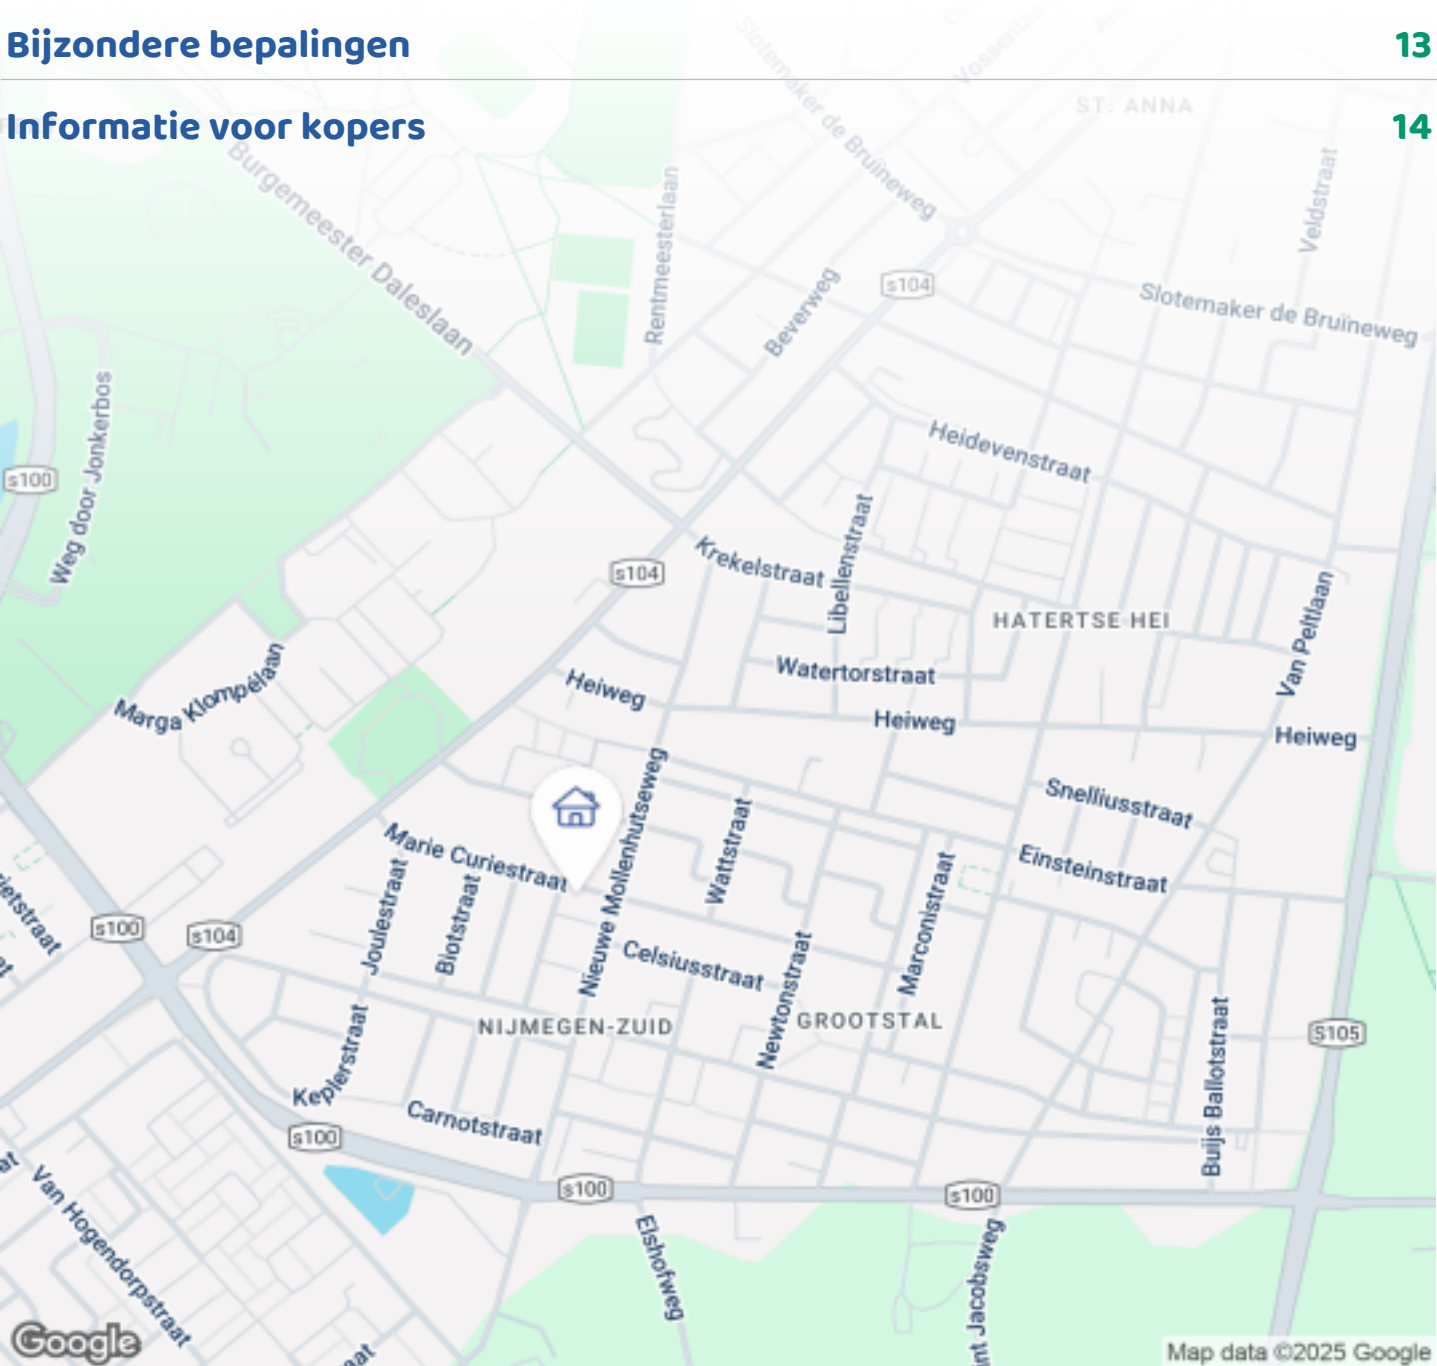 Bijzondere bepalingen 13
Informatie voor kopers 14
Slotemaker de Bruïneweg
Vossenlaan
ST. ANNA
Burgemeester Daleslaan
Rentmeesterlaan
Veldstraat
Beverweg
s104
Slotemaker de Bruïneweg
Weg door Jonkerbos
s100
Heidevenstraat
Libellenstraat
Krekelstraat
s104
HATERTSE HEI
Van Peltlaan
Marga Klompélaan
Heiweg
Watertorstraat
Heiweg
Heiweg
Nieuwe Mollenhutseweg
Snelliusstraat
Wattstraat
Marie Curiestraat
Einsteinstraat
Joulestraat
Biotstraat
Marconistraat
s100
s104
Celsiusstraat
Newtonstraat
NIJMEGEN-ZUID
GROOTSTAL
S105
Keplerstraat
Buijs Ballotstraat
Carnotstraat
s100
s100
s100
Van Hogendorpstraat
Elshofweg
Jacobsweg
Google
Map data ©2025 Google